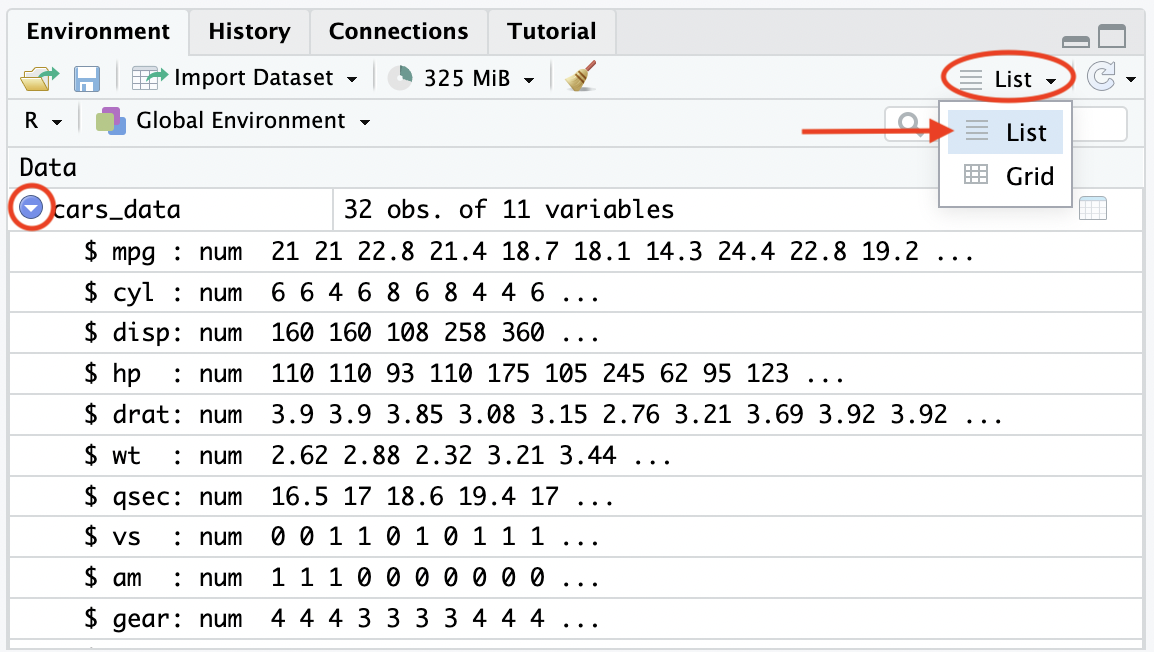 Environment History Connections Tutorial
Import Dataset 325 MiB List
R Global Environment
List
Grid
Data
cars_data 32 obs. of 11 variables
$ mpg : num 21 21 22.8 21.4 18.7 18.1 14.3 24.4 22.8 19.2 ...
$ cyl : num 6 6 4 6 8 6 8 4 4 6 ...
$ disp: num 160 160 108 258 360 ...
$ hp : num 110 110 93 110 175 105 245 62 95 123 ...
$ drat: num 3.9 3.9 3.85 3.08 3.15 2.76 3.21 3.69 3.92 3.92 ...
$ wt : num 2.62 2.88 2.32 3.21 3.44 ...
$ qsec: num 16.5 17 18.6 19.4 17 ...
$ vs : num 0 0 1 1 0 1 0 1 1 1 ...
$ am : num 1 1 1 0 0 0 0 0 0 0 ...
$ gear: num 4 4 4 3 3 3 3 4 4 4 ...